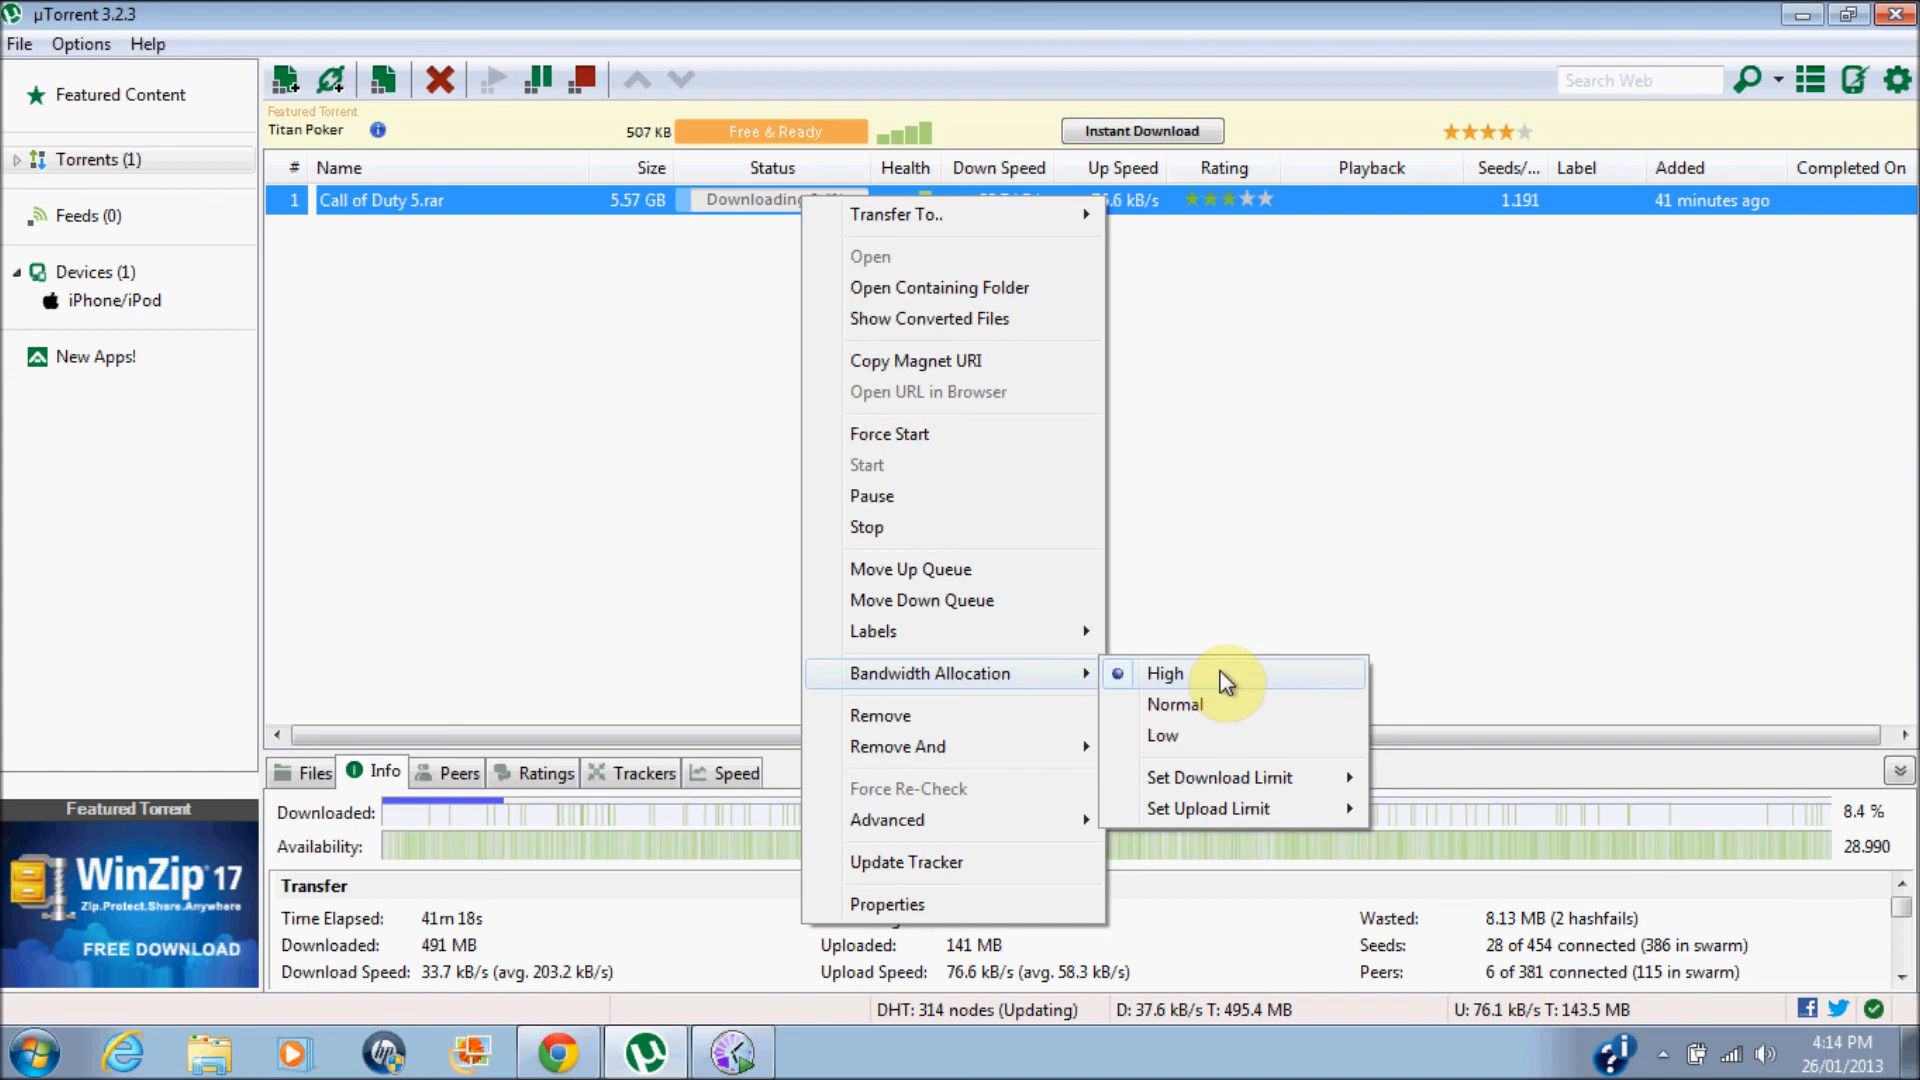 µTorrent 3.2.3
File Options Help
Featured Content
Torrents (1)
Feeds (0)
Devices (1)
iPhone/iPod
New Apps!
Search Web
Featured Torrent
Titan Poker 507 KB Free & Ready Instant Download
# Name Size Status Health Down Speed Up Speed Rating Playback Seeds/... Label Added Completed On
1 Call of Duty 5.rar 5.57 GB Downloading 1.191 41 minutes ago
Transfer To..
Open
Open Containing Folder
Show Converted Files
Copy Magnet URI
Open URL in Browser
Force Start
Start
Pause
Stop
Move Up Queue
Move Down Queue
Labels
Bandwidth Allocation
Remove
Remove And
Force Re-Check
Advanced
Update Tracker
Properties
High
Normal
Low
Set Download Limit
Set Upload Limit
Files Info Peers Ratings Trackers Speed
Downloaded: 8.4 %
Availability: 28.990
Transfer
Time Elapsed: 41m 18s Wasted: 8.13 MB (2 hashfails)
Downloaded: 491 MB Uploaded: 141 MB Seeds: 28 of 454 connected (386 in swarm)
Download Speed: 33.7 kB/s (avg. 203.2 kB/s) Upload Speed: 76.6 kB/s (avg. 58.3 kB/s) Peers: 6 of 381 connected (115 in swarm)
Featured Torrent
WinZip 17
Zip.Protect.Share.Anywhere
FREE DOWNLOAD
DHT: 314 nodes (Updating) D: 37.6 kB/s T: 495.4 MB U: 76.1 kB/s T: 143.5 MB
hp
4:14 PM
26/01/2013